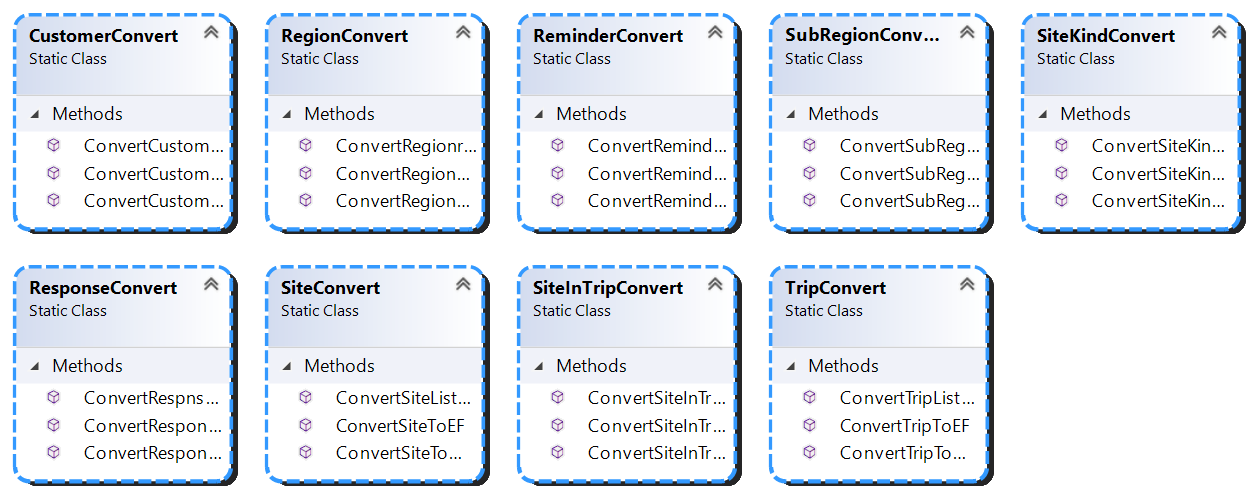 CustomerConvert
Static Class
Methods
ConvertCustom...
ConvertCustom...
ConvertCustom...
RegionConvert
Static Class
Methods
ConvertRegionr...
ConvertRegion...
ConvertRegion...
ReminderConvert
Static Class
Methods
ConvertRemind...
ConvertRemind...
ConvertRemind...
SubRegionConv...
Static Class
Methods
ConvertSubReg...
ConvertSubReg...
ConvertSubReg...
SiteKindConvert
Static Class
Methods
ConvertSiteKin...
ConvertSiteKin...
ConvertSiteKin...
ResponseConvert
Static Class
Methods
ConvertRespns...
ConvertRespon...
ConvertRespon...
SiteConvert
Static Class
Methods
ConvertSiteList...
ConvertSiteToEF
ConvertSiteTo...
SiteInTripConvert
Static Class
Methods
ConvertSiteInTr...
ConvertSiteInTr...
ConvertSiteInTr...
TripConvert
Static Class
Methods
ConvertTripList...
ConvertTripToEF
ConvertTripTo...